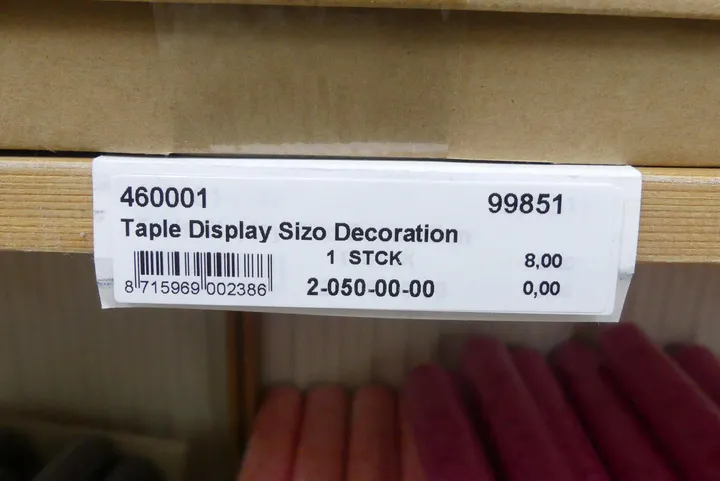 460001 99851
Taple Display Sizo Decoration
1 STCK 8,00
8 715969 002386 2-050-00-00 0,00